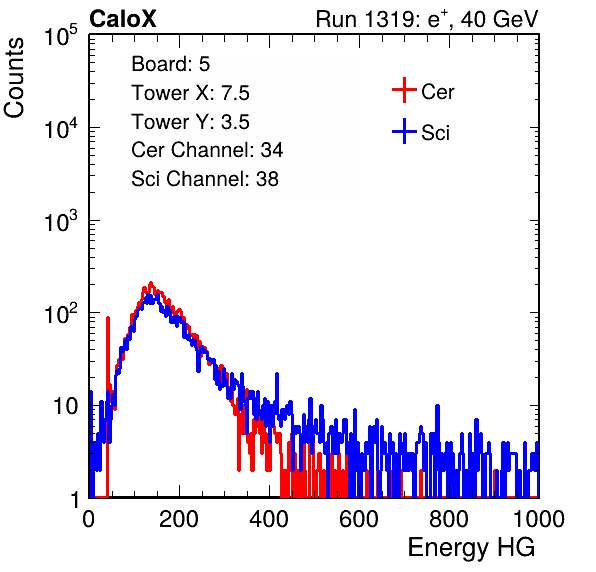 CaloX Run 1319: e⁺, 40 GeV
Counts
10⁵
10⁴
10³
10²
10
1
Board: 5
Tower X: 7.5
Tower Y: 3.5
Cer Channel: 34
Sci Channel: 38
Cer
Sci
0 200 400 600 800 1000
Energy HG